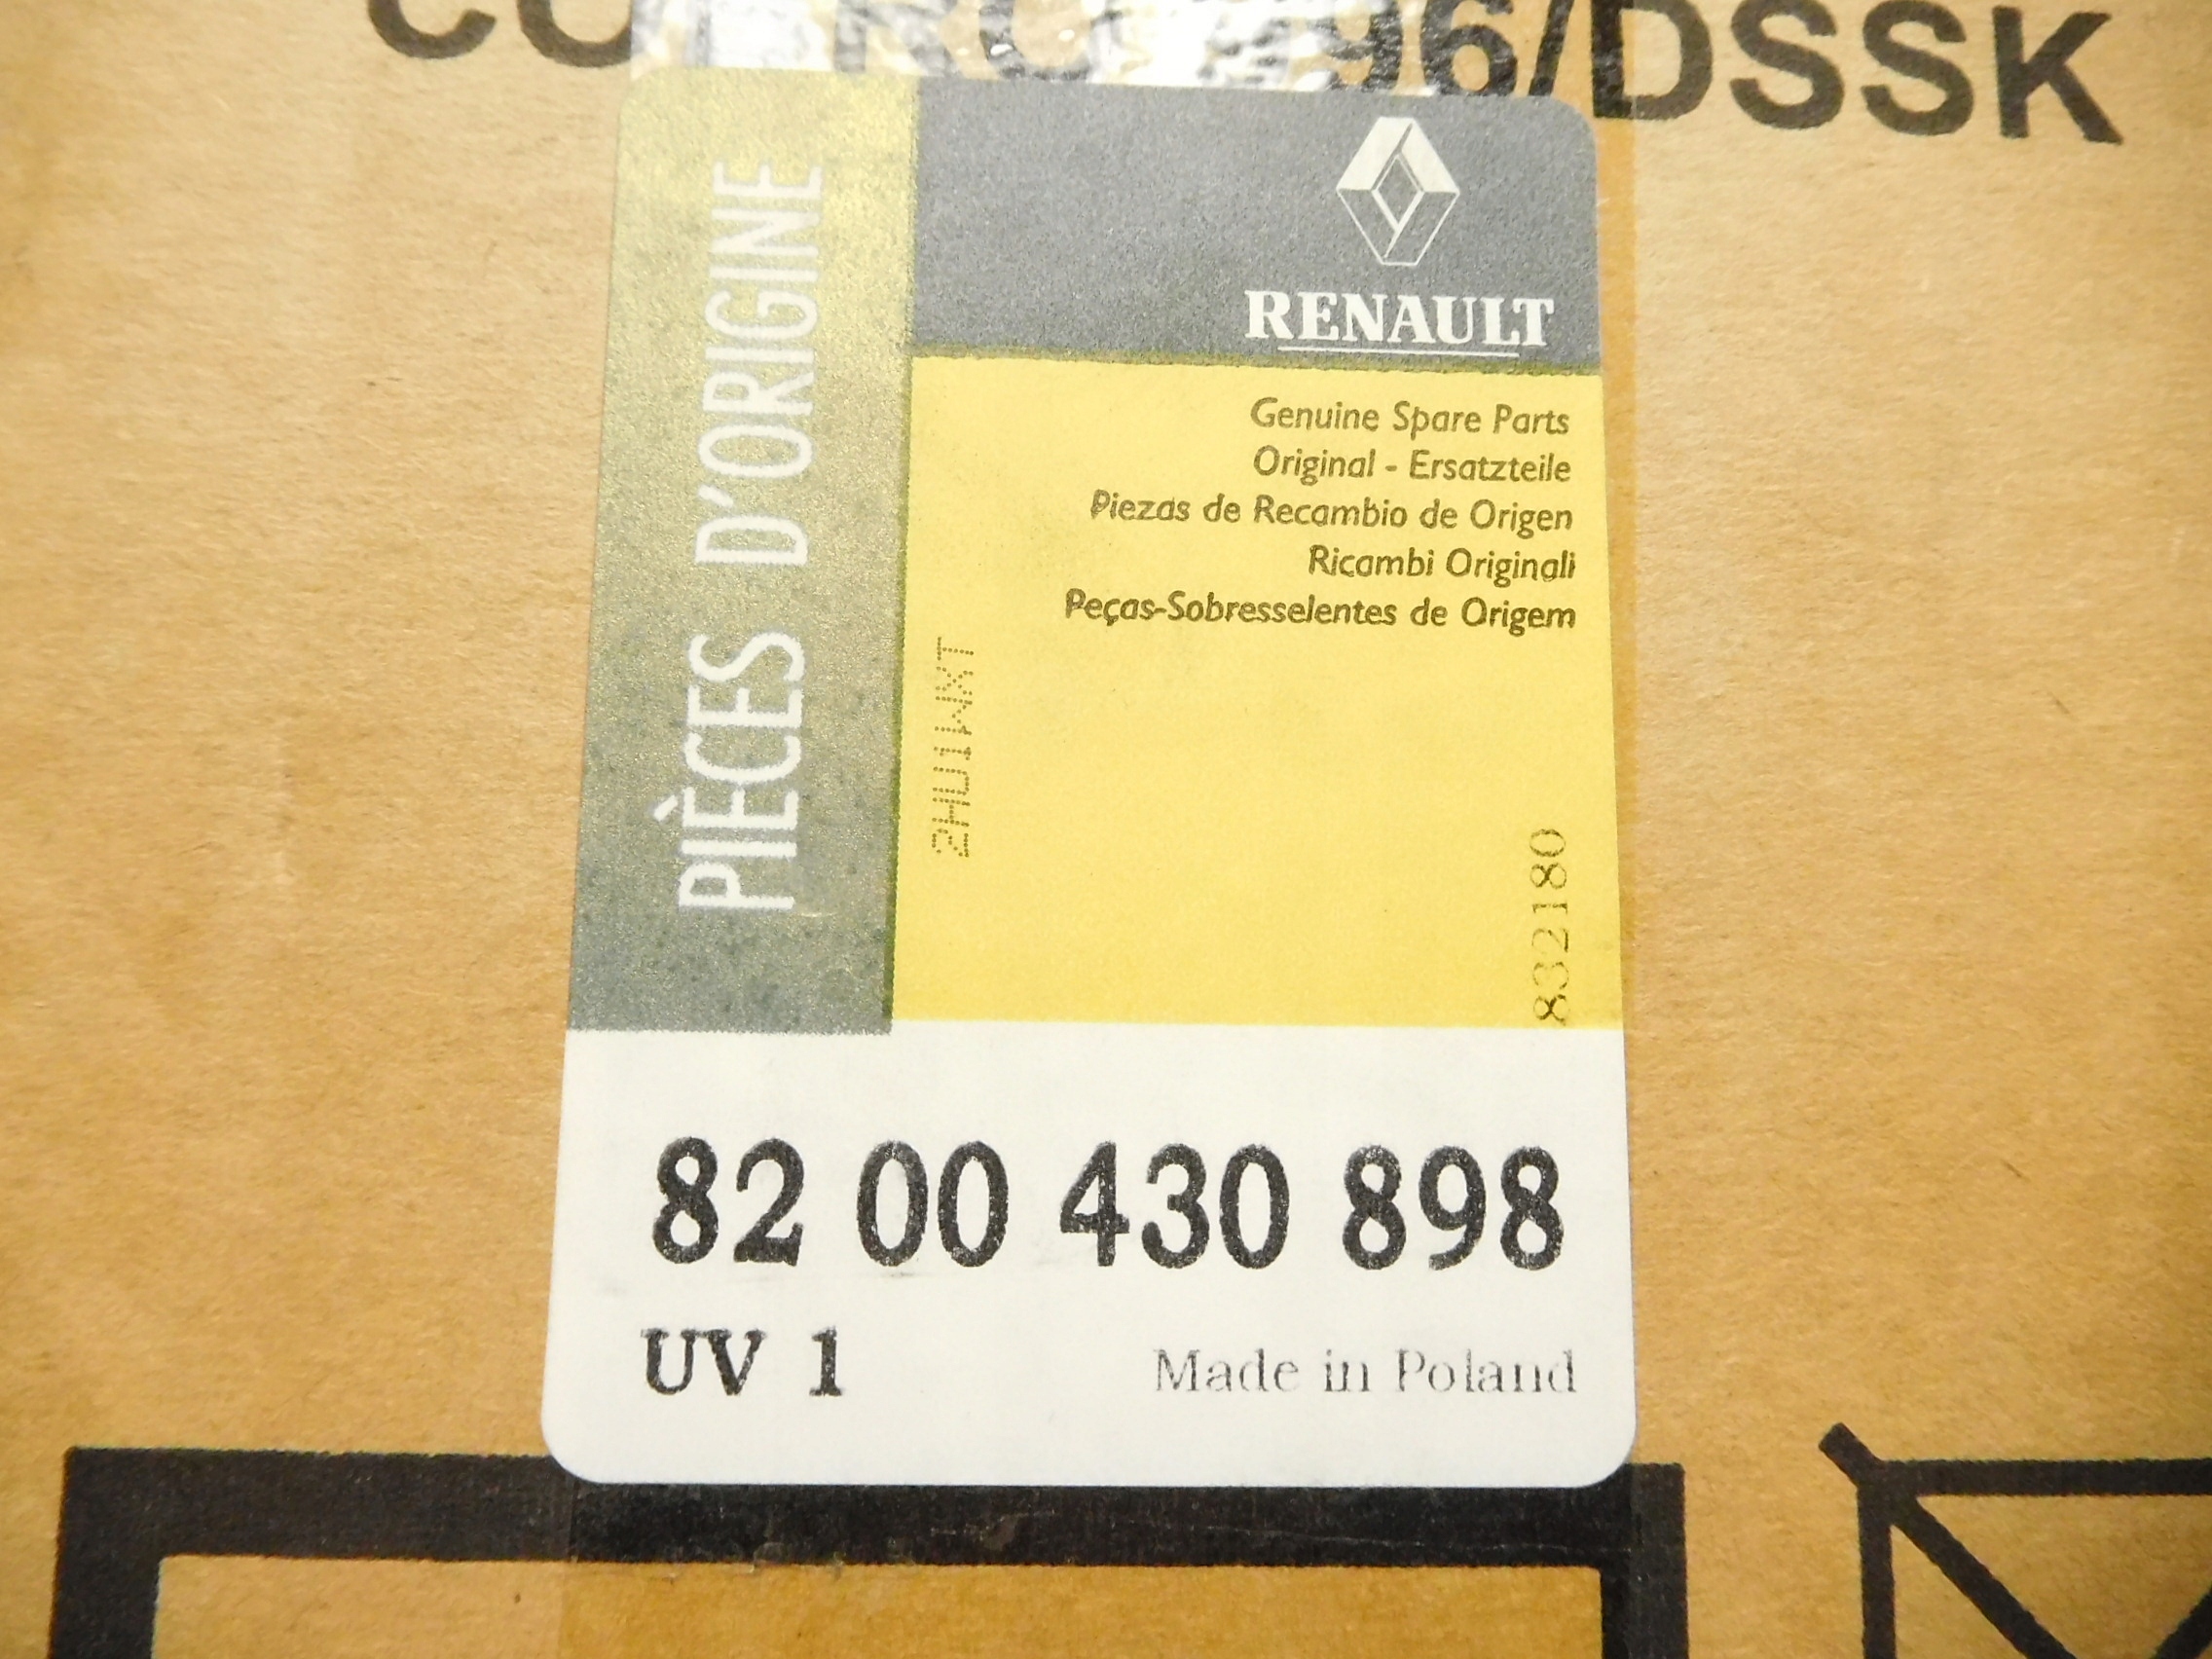 96/DSSK
PIÈCES D'ORIGINE
RENAULT
Genuine Spare Parts
Original - Ersatzteile
Piezas de Recambio de Origen
Ricambi Originali
Peças-Sobresselentes de Origem
2HU1WXT
832180
82 00 430 898
UV 1
Made in Poland